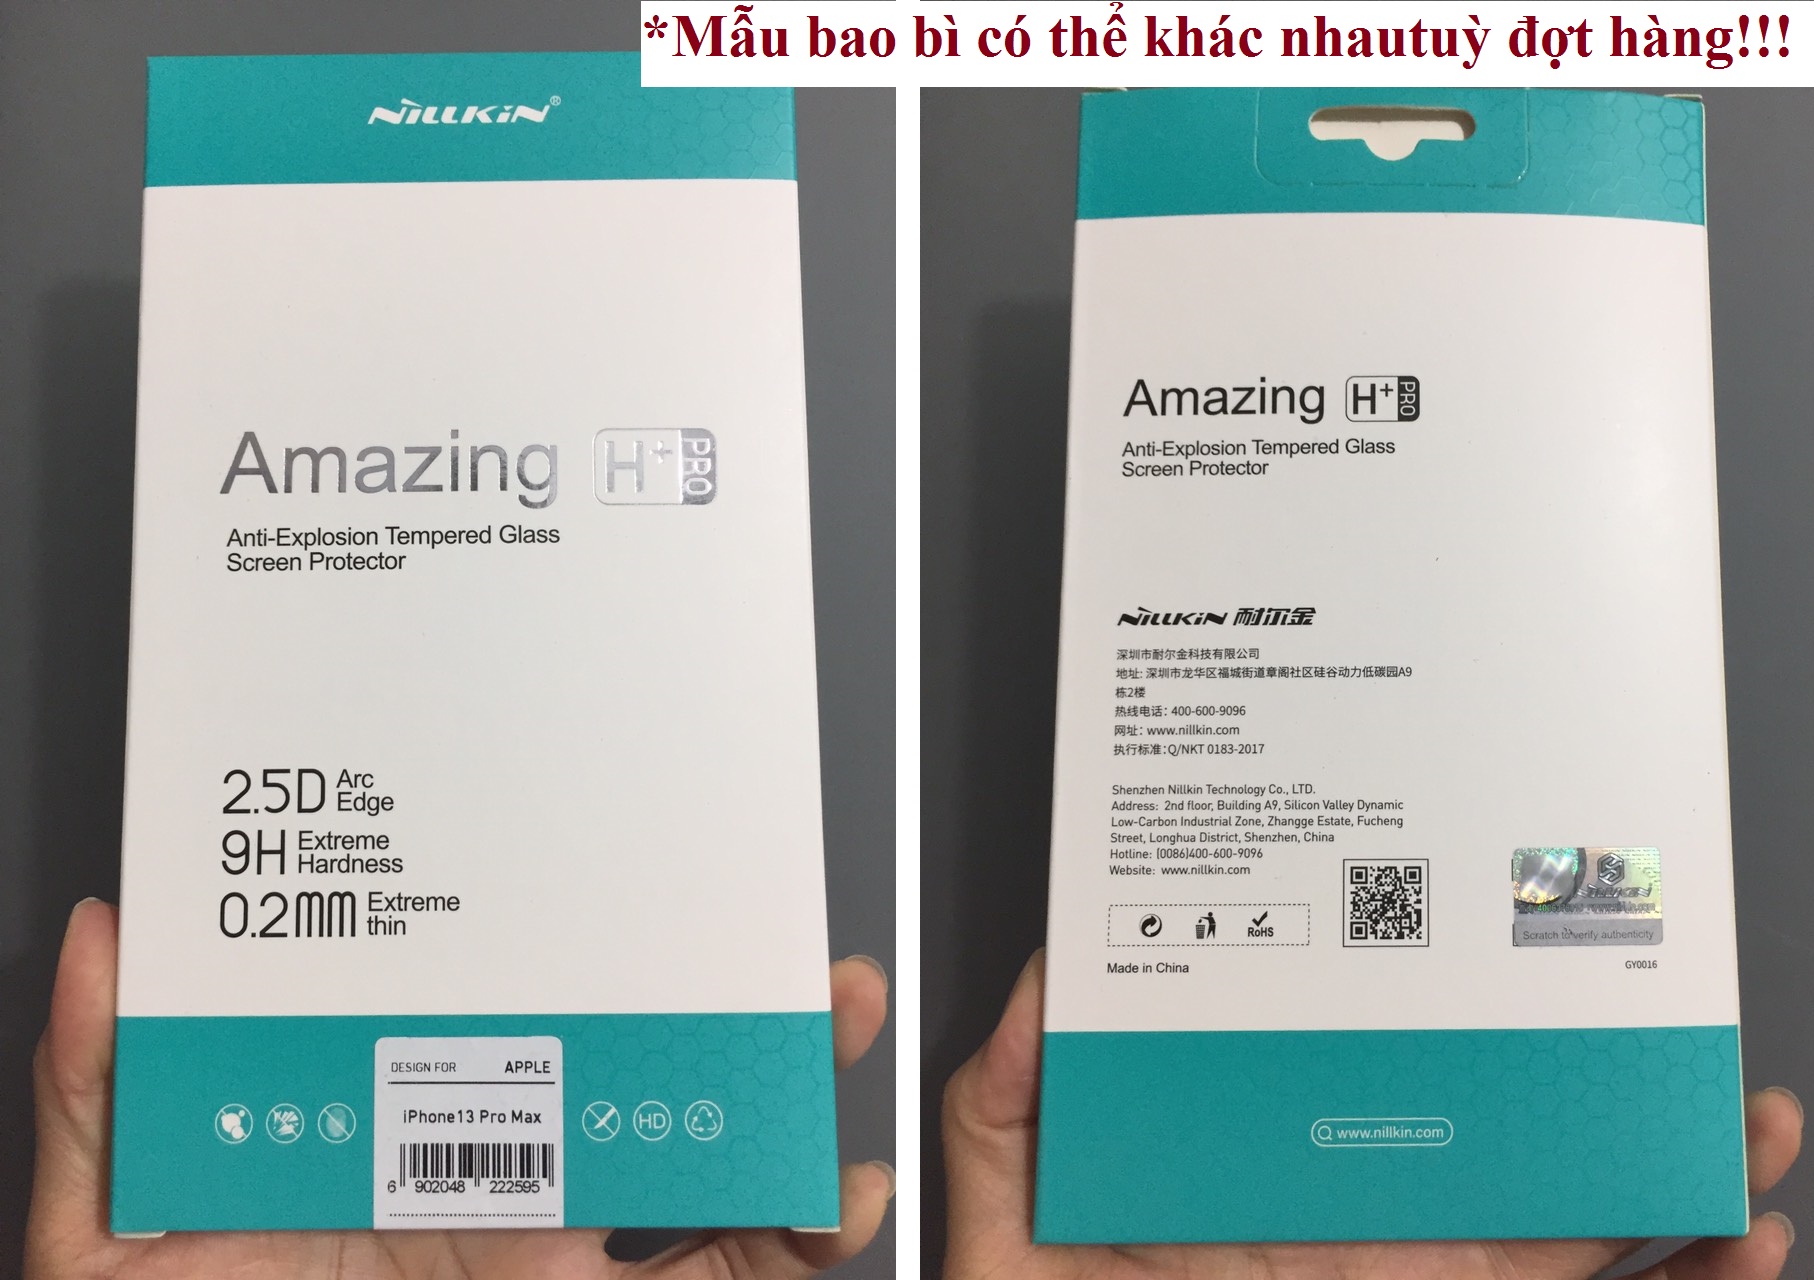 *Mẫu bao bì có thể khác nhautuỳ đợt hàng!!!
NILLKIN®
Amazing H+ PRO
Anti-Explosion Tempered Glass
Screen Protector
2.5D Arc
Edge
9H Extreme
Hardness
0.2MM Extreme
thin
DESIGN FOR APPLE
iPhone13 Pro Max
HD
6 902048 222595
Amazing H+ PRO
Anti-Explosion Tempered Glass
Screen Protector
NILLKIN 耐尔金
深圳市耐尔金科技有限公司
地址: 深圳市龙华区福城街道章阁社区硅谷动力低碳园A9
栋2楼
热线电话: 400-600-9096
网址: www.nillkin.com
执行标准:Q/NKT 0183-2017
Shenzhen Nillkin Technology Co., LTD.
Address: 2nd floor, Building A9, Silicon Valley Dynamic
Low-Carbon Industrial Zone, Zhangge Estate, Fucheng
Street, Longhua District, Shenzhen, China
Hotline: (0086)400-600-9096
Website: www.nillkin.com
RoHS
Made in China
NILLKIN
Scratch to verify authenticity
GY0016
www.nillkin.com